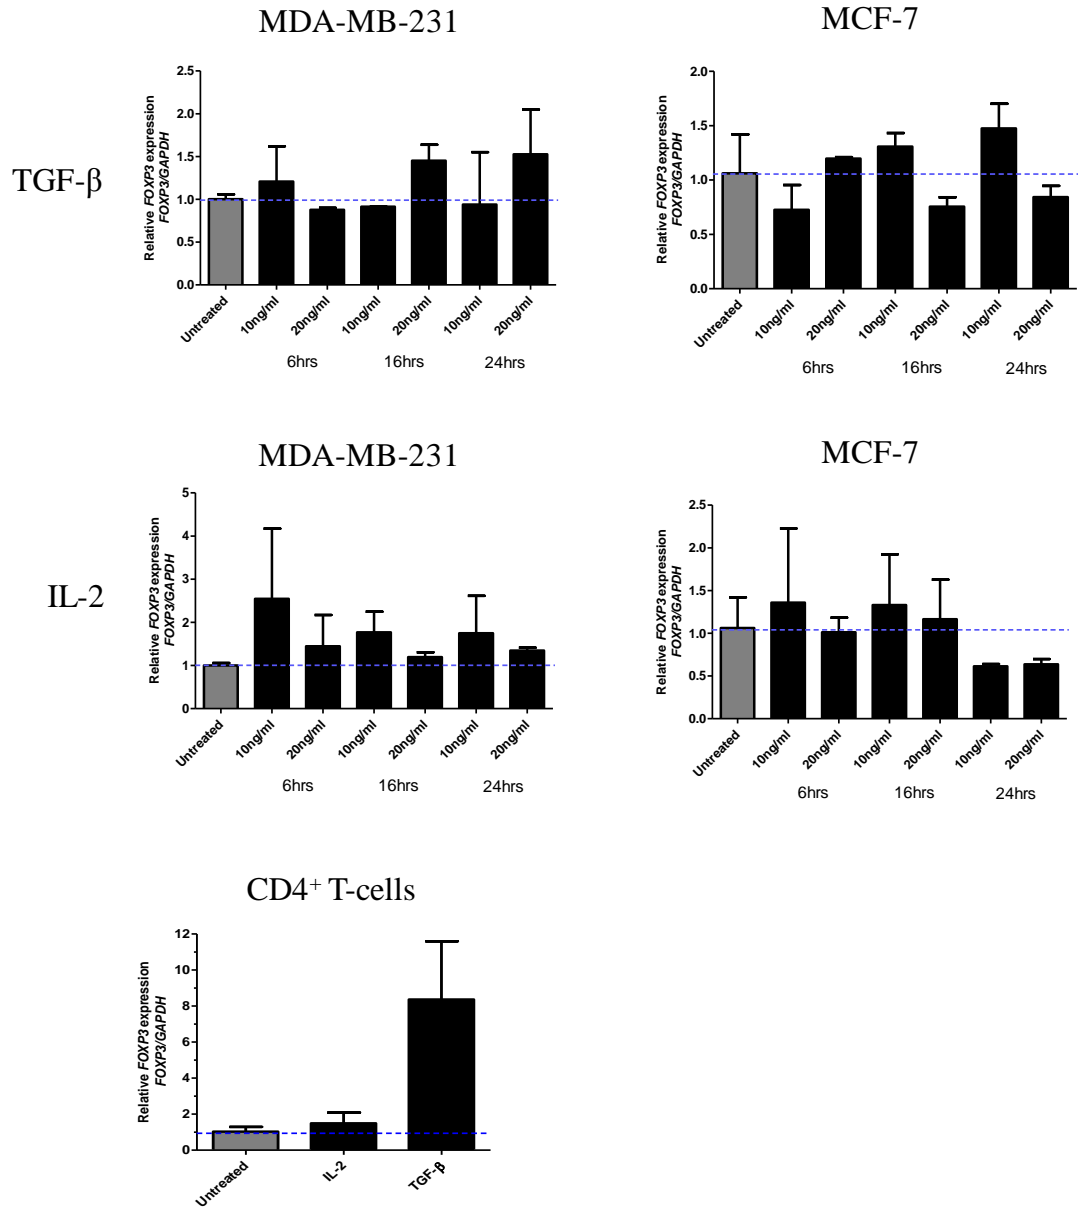 MDA-MB-231
MCF-7
TGF-β
Relative FOXP3 expression
FOXP3/GAPDH
2.5
2.0
1.5
1.0
0.5
0.0
Untreated
10ng/ml
20ng/ml
10ng/ml
20ng/ml
10ng/ml
20ng/ml
6hrs
16hrs
24hrs
Relative FOXP3 expression
FOXP3/GAPDH
2.0
1.5
1.0
0.5
0.0
Untreated
10ng/ml
20ng/ml
10ng/ml
20ng/ml
10ng/ml
20ng/ml
6hrs
16hrs
24hrs
MDA-MB-231
MCF-7
IL-2
Relative FOXP3 expression
FOXP3/GAPDH
5
4
3
2
1
0
Untreated
10ng/ml
20ng/ml
10ng/ml
20ng/ml
10ng/ml
20ng/ml
6hrs
16hrs
24hrs
Relative FOXP3 expression
FOXP3/GAPDH
2.5
2.0
1.5
1.0
0.5
0.0
Untreated
10ng/ml
20ng/ml
10ng/ml
20ng/ml
10ng/ml
20ng/ml
6hrs
16hrs
24hrs
CD4+ T-cells
Relative FOXP3 expression
FOXP3/GAPDH
12
10
8
6
4
2
0
Untreated
IL-2
TGF-β